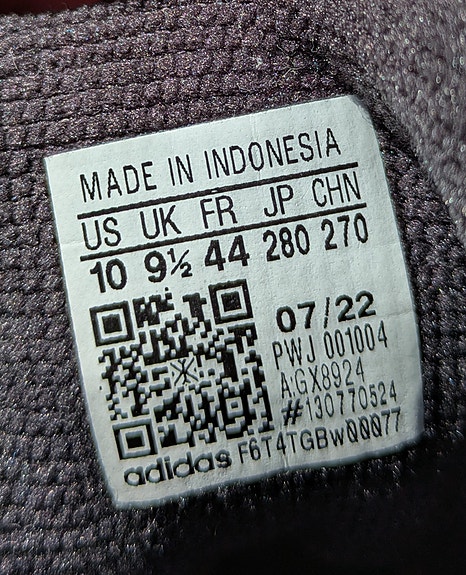 MADE IN INDONESIA
US UK FR JP CHN
10 9½ 44 280 270
07/22
PWJ 001004
A:GX8924
#130770524
adidas F6T4TGBwQQQ77